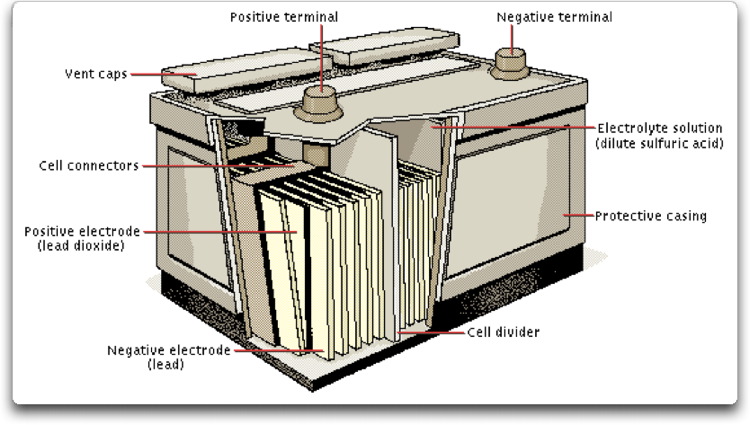 Positive terminal
Negative terminal
Vent caps
Electrolyte solution
(dilute sulfuric acid)
Cell connectors
Protective casing
Positive electrode
(lead dioxide)
Cell divider
Negative electrode
(lead)